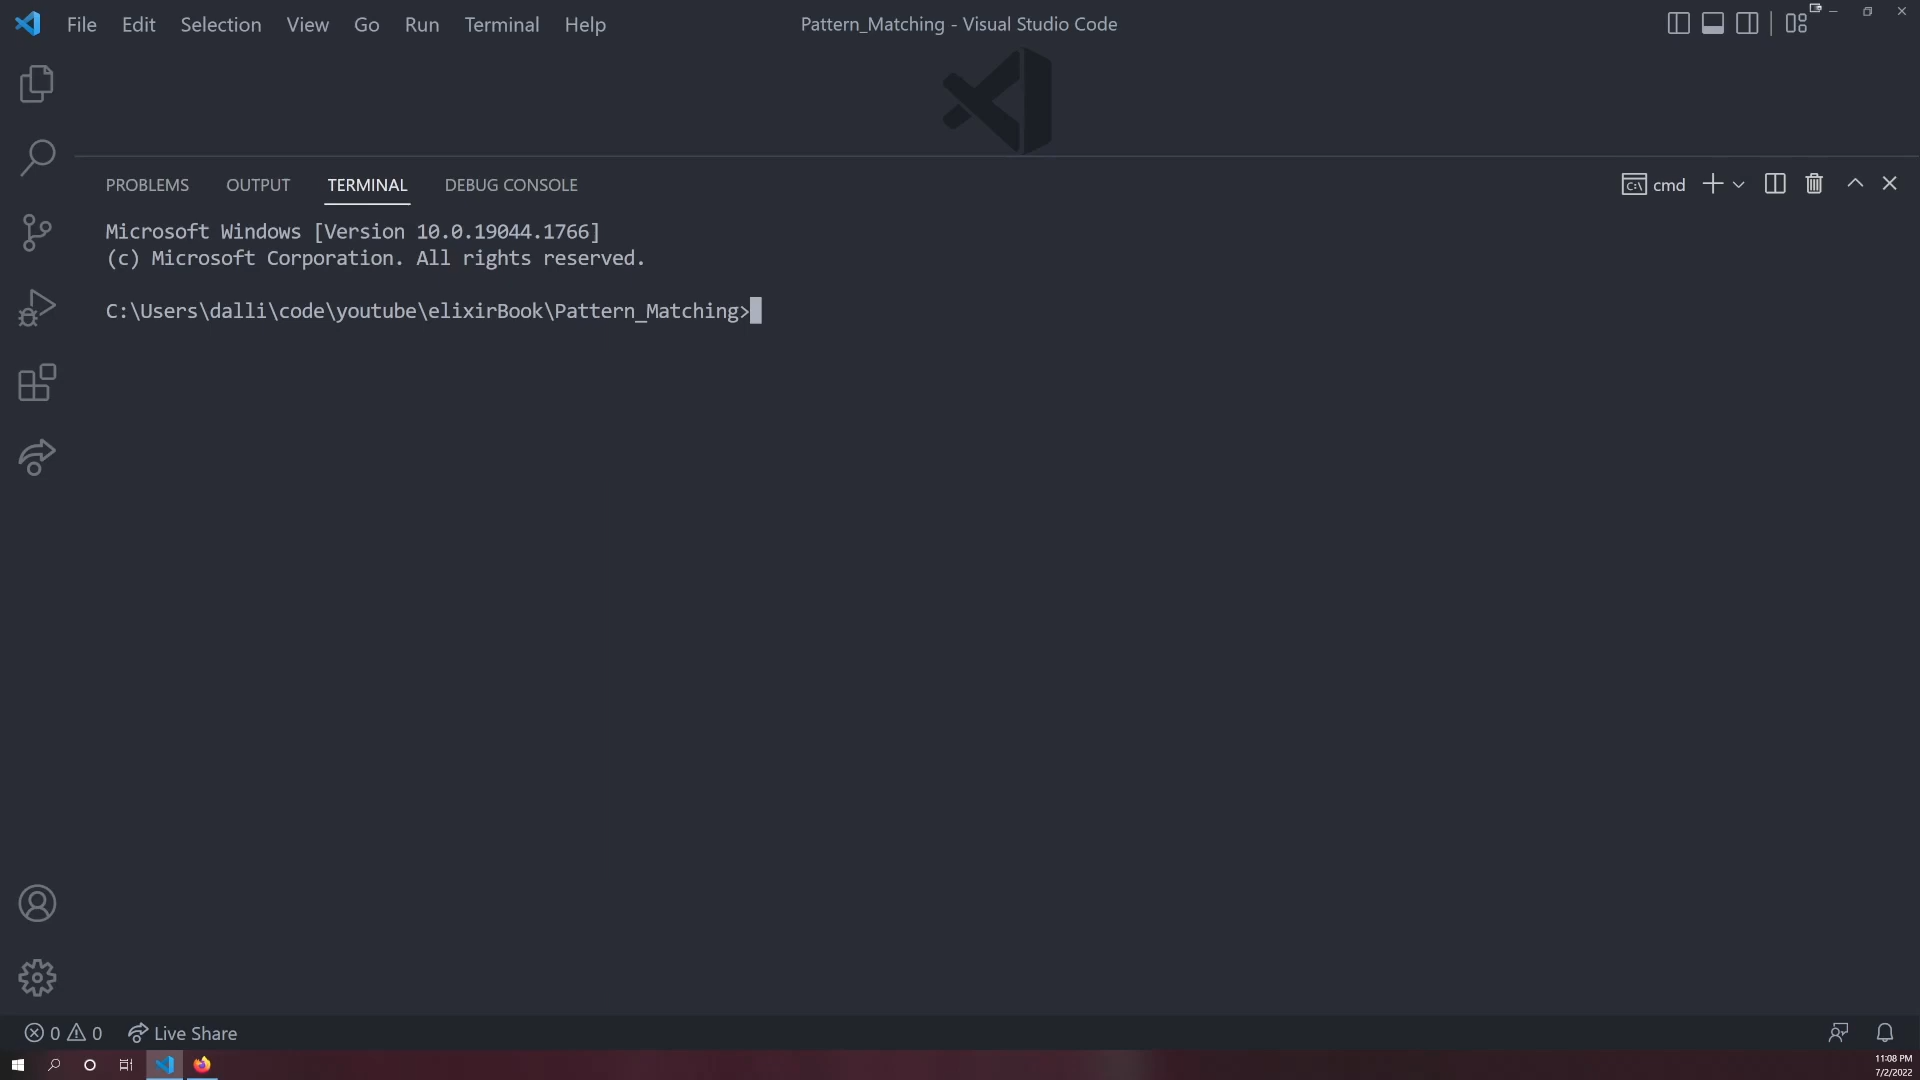 File Edit Selection View Go Run Terminal Help
Pattern_Matching - Visual Studio Code
PROBLEMS OUTPUT TERMINAL DEBUG CONSOLE
cmd
Microsoft Windows [Version 10.0.19044.1766]
(c) Microsoft Corporation. All rights reserved.
C:\Users\dalli\code\youtube\elixirBook\Pattern_Matching>
0 0 Live Share
11:08 PM
7/2/2022